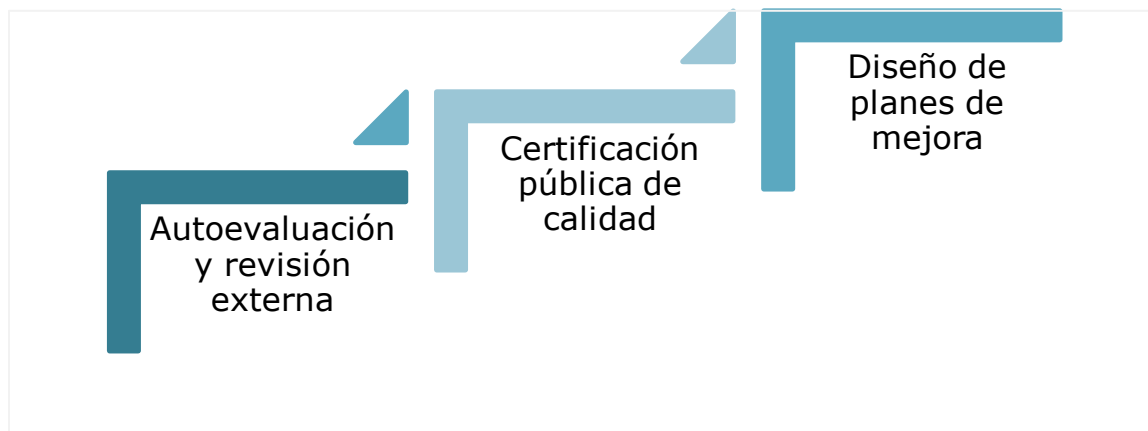 Autoevaluación
y revisión
externa
Certificación
pública de
calidad
Diseño de
planes de
mejora